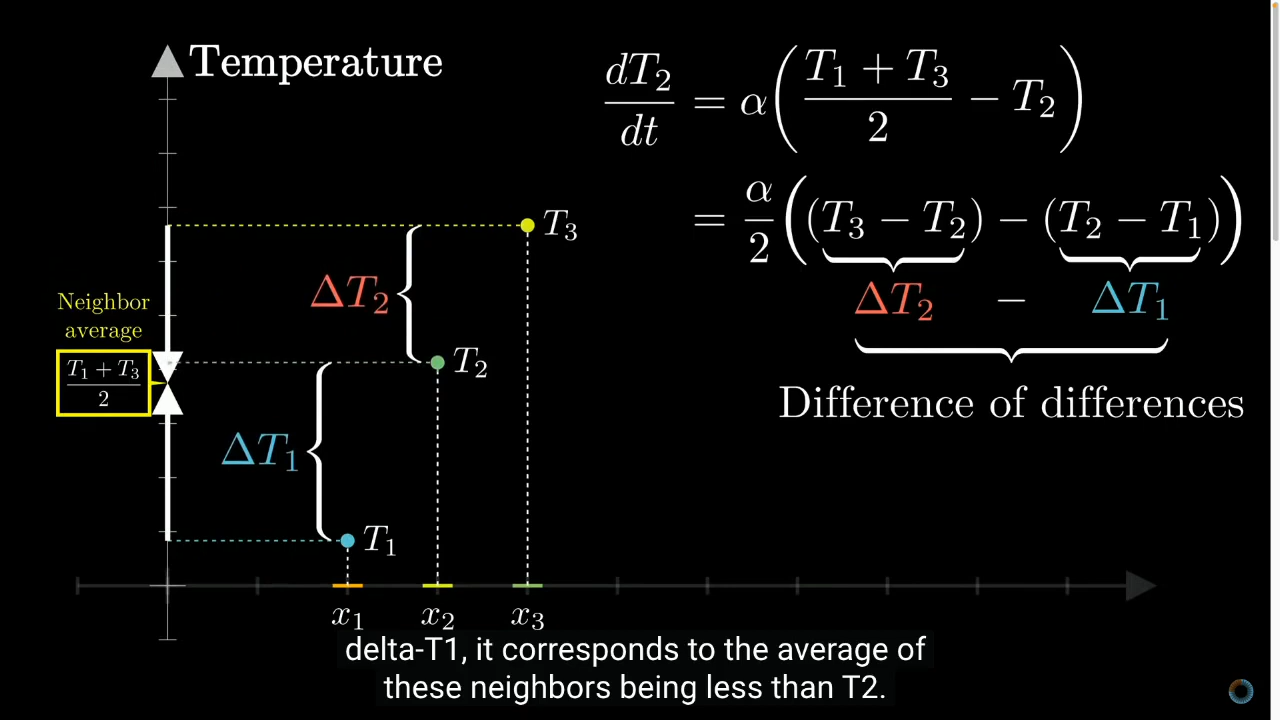 Temperature
dT₂/dt = α((T₁ + T₃)/2 − T₂)
= α/2((T₃ − T₂) − (T₂ − T₁))
ΔT₂ − ΔT₁
Difference of differences
T₃
ΔT₂
Neighbor
average
(T₁ + T₃)/2
T₂
ΔT₁
T₁
x₁ x₂ x₃
delta-T1, it corresponds to the average of
these neighbors being less than T2.